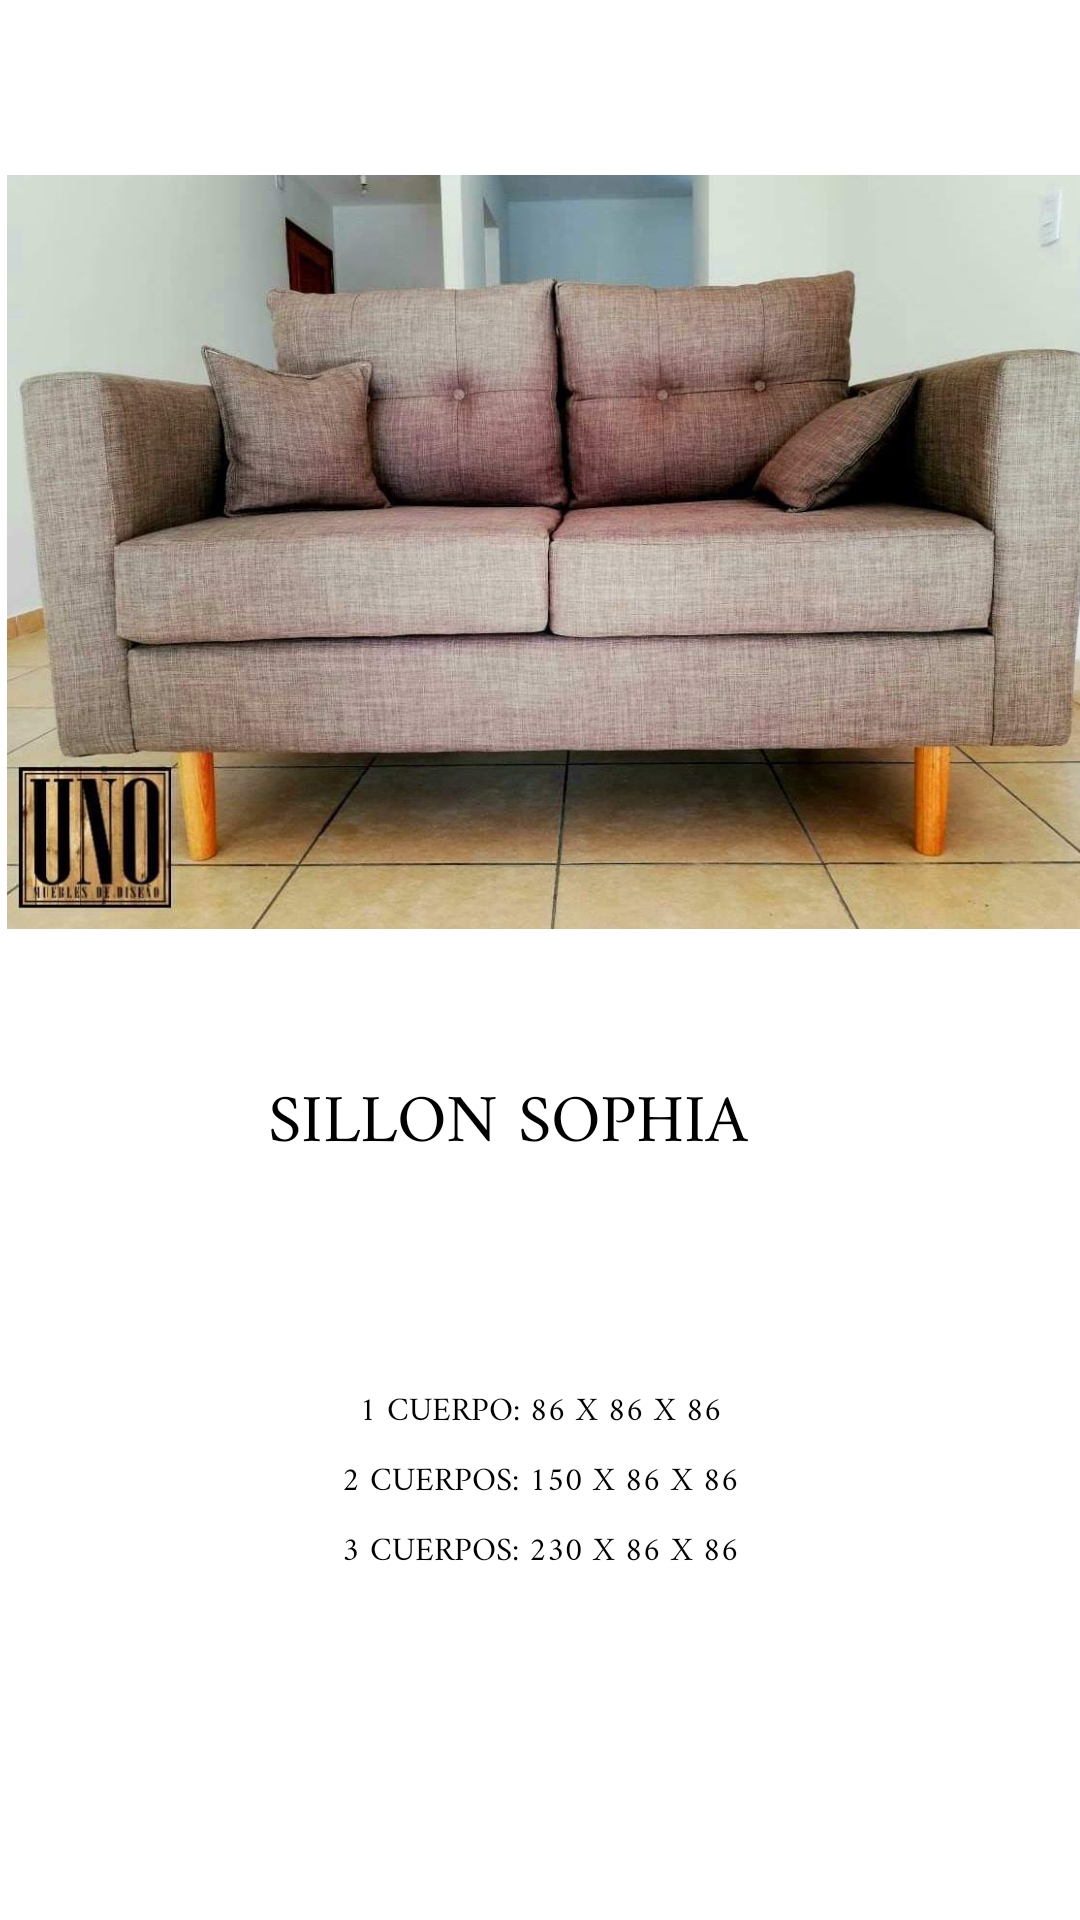 UNO
MUEBLES DE DISEÑO
SILLON SOPHIA
1 CUERPO: 86 X 86 X 86
2 CUERPOS: 150 X 86 X 86
3 CUERPOS: 230 X 86 X 86